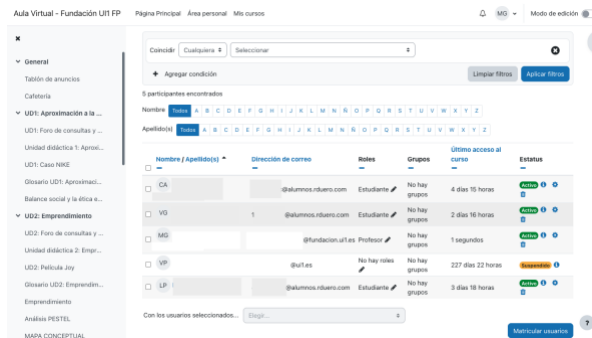 Aula Virtual - Fundación UI1 FP Página Principal Área personal Mis cursos MG Modo de edición
✖
General
Tablón de anuncios
Cafetería
UD1: Aproximación a la ...
UD1: Foro de consultas y ...
Unidad didáctica 1: Aproxi...
UD1: Caso NIKE
Glosario UD1: Aproximaci...
Balance social y la ética e...
UD2: Emprendimiento
UD2: Foro de consultas y ...
Unidad didáctica 2: Empr...
UD2: Película Joy
Glosario UD2: Emprendim...
Emprendimiento
Análisis PESTEL
MAPA CONCEPTUAL
Coincidir Cualquiera Seleccionar
+ Agregar condición Limpiar filtros Aplicar filtros
5 participantes encontrados
Nombre Todos A B C D E F G H I J K L M N Ñ O P Q R S T U V W X Y Z
Apellido(s) Todos A B C D E F G H I J K L M N Ñ O P Q R S T U V W X Y Z
Nombre / Apellido(s) Dirección de correo Roles Grupos Último acceso al curso Estatus
CA @alumnos.rduero.com Estudiante No hay grupos 4 días 15 horas Activo
VG 1 @alumnos.rduero.com Estudiante No hay grupos 2 días 16 horas Activo
MG @fundacion.ui1.es Profesor No hay grupos 1 segundos Activo
VP @ui1.es No hay roles No hay grupos 227 días 22 horas Suspendido
LP @alumnos.rduero.com Estudiante No hay grupos 3 días 18 horas Activo
Con los usuarios seleccionados... Elegir...
?
Matricular usuarios